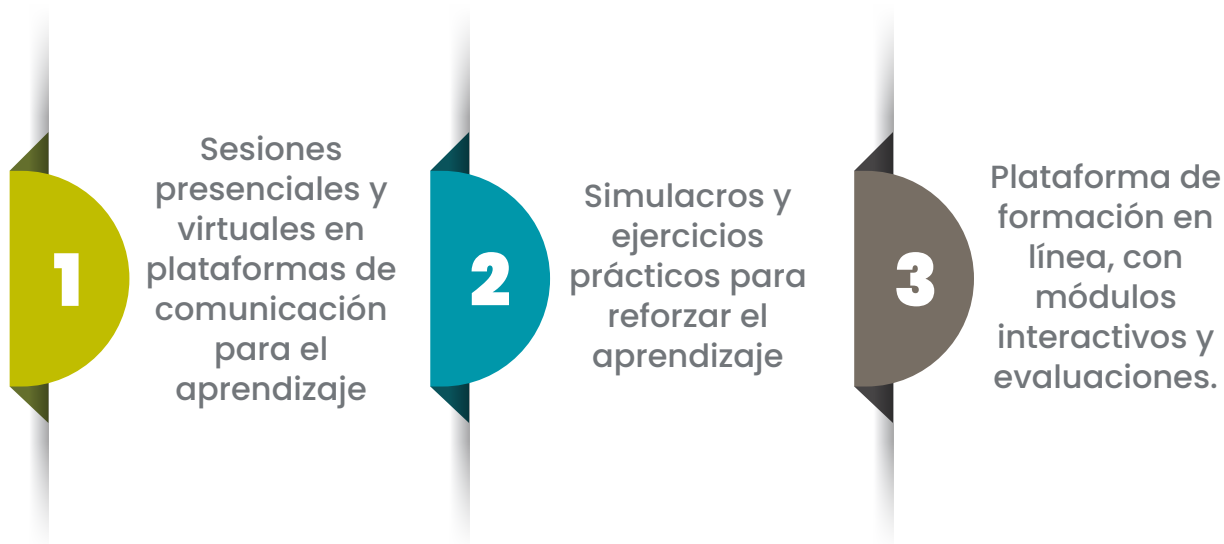 1
Sesiones
presenciales y
virtuales en
plataformas de
comunicación
para el
aprendizaje
2
Simulacros y
ejercicios
prácticos para
reforzar el
aprendizaje
3
Plataforma de
formación en
línea, con
módulos
interactivos y
evaluaciones.